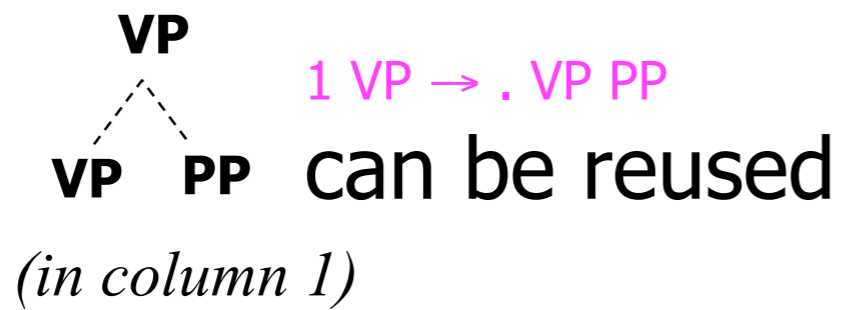 VP
1 VP → . VP PP
VP PP can be reused
(in column 1)